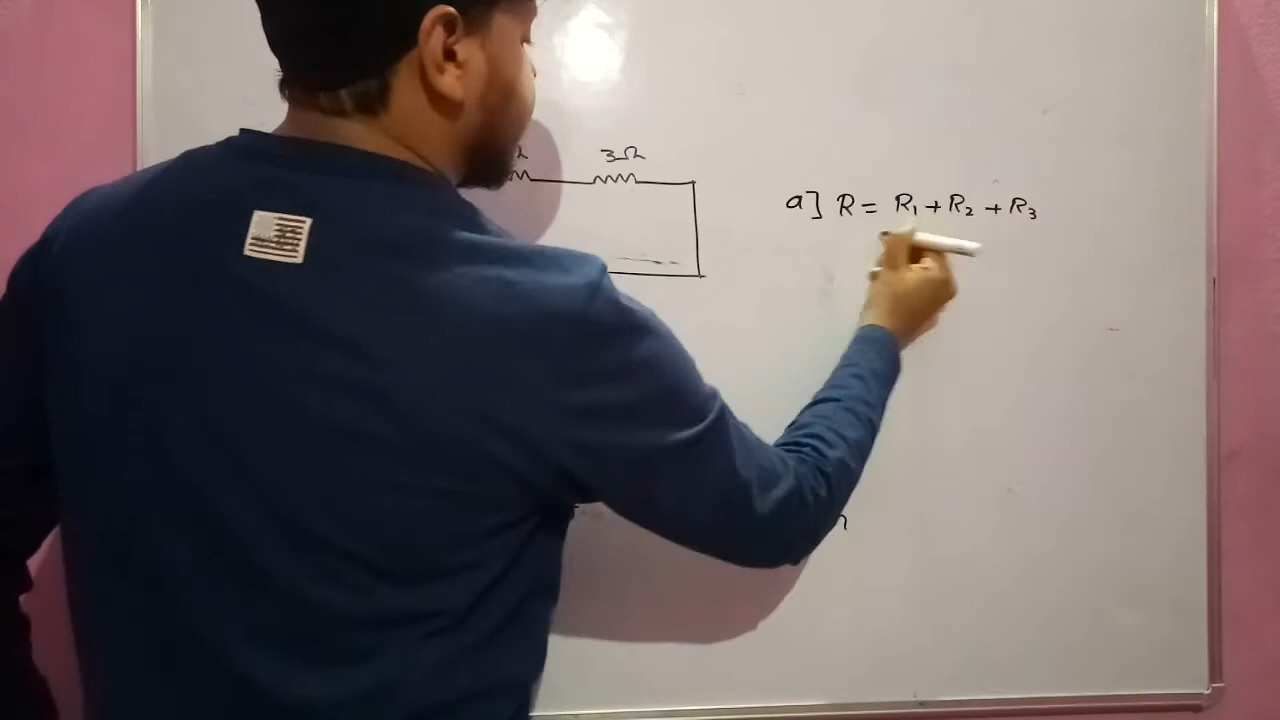 3Ω
a] R = R₁ + R₂ + R₃